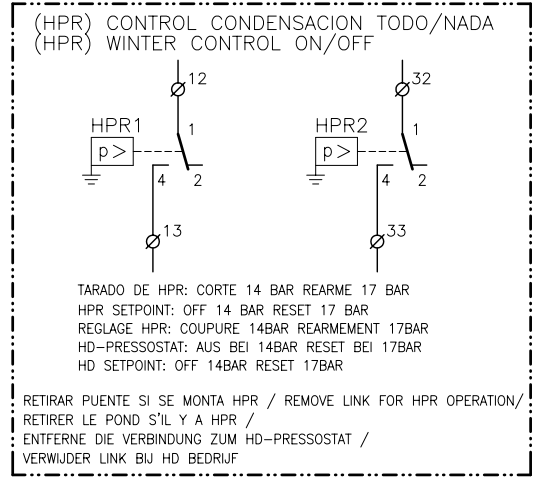 (HPR) CONTROL CONDENSACION TODO/NADA
(HPR) WINTER CONTROL ON/OFF
12
32
HPR1
1
HPR2
1
p>
p>
4
2
4
2
13
33
TARADO DE HPR: CORTE 14 BAR REARME 17 BAR
HPR SETPOINT: OFF 14 BAR RESET 17 BAR
REGLAGE HPR: COUPURE 14BAR REARMEMENT 17BAR
HD-PRESSOSTAT: AUS BEI 14BAR RESET BEI 17BAR
HD SETPOINT: OFF 14BAR RESET 17BAR
RETIRAR PUENTE SI SE MONTA HPR / REMOVE LINK FOR HPR OPERATION/
RETIRER LE POND S'IL Y A HPR /
ENTFERNE DIE VERBINDUNG ZUM HD-PRESSOSTAT /
VERWIJDER LINK BIJ HD BEDRIJF